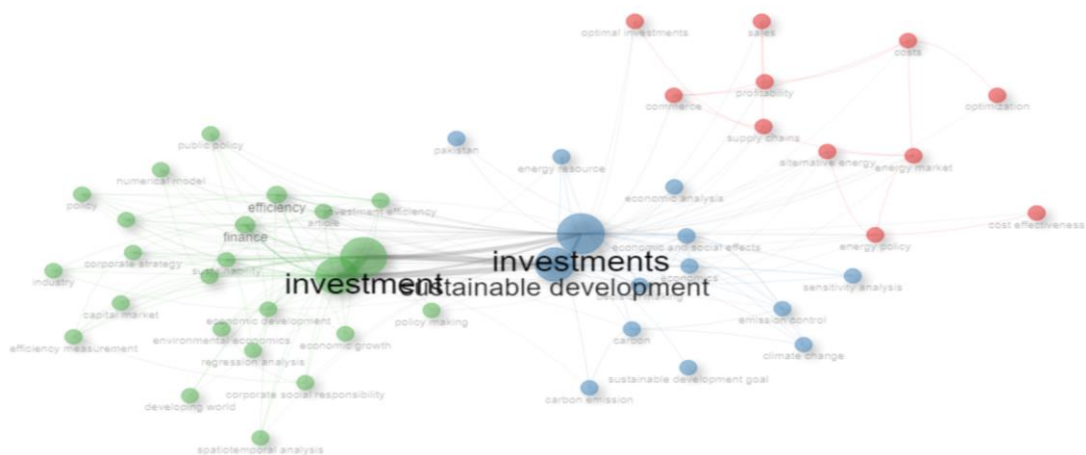 optimal investments
sales
costs
profitability
commerce
optimization
supply chains
public policy
pakistan
alternative energy
energy market
energy resource
numerical model
economic analysis
policy
efficiency
article
investment efficiency
cost effectiveness
finance
economic and social effects
energy policy
corporate strategy
sustainability
investments
economics
industry
investment
sustainable development
sensitivity analysis
capital market
economic development
policy making
emission control
efficiency measurement
environmental economics
economic growth
carbon
climate change
regression analysis
corporate social responsibility
sustainable development goal
developing world
carbon emission
spatiotemporal analysis